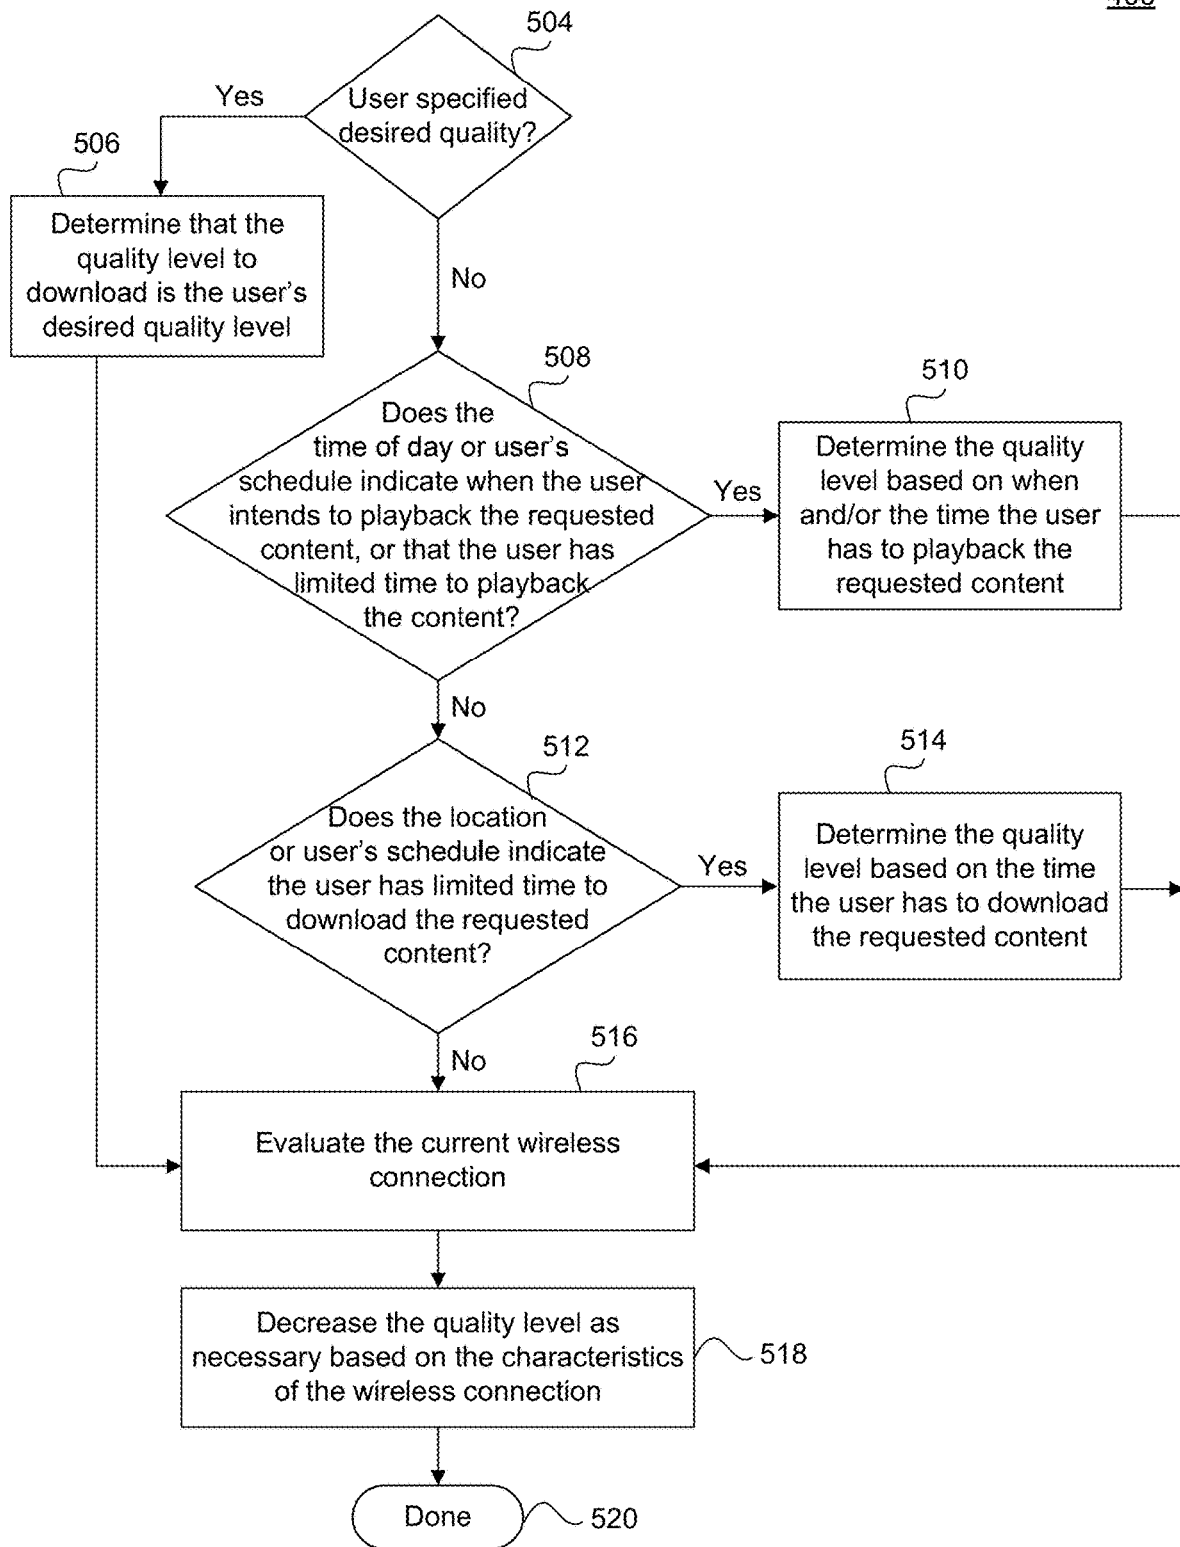 504
User specified
desired quality?
Yes
506
Determine that the
quality level to
download is the user's
desired quality level
No
508
Does the
time of day or user's
schedule indicate when the user
intends to playback the requested
content, or that the user has
limited time to playback
the content?
Yes
510
Determine the quality
level based on when
and/or the time the user
has to playback the
requested content
No
512
Does the location
or user's schedule indicate
the user has limited time to
download the requested
content?
Yes
514
Determine the quality
level based on the time
the user has to download
the requested content
No
516
Evaluate the current wireless
connection
Decrease the quality level as
necessary based on the characteristics
of the wireless connection
518
Done
520